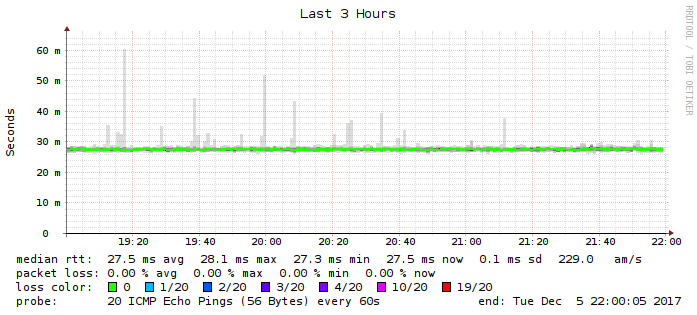 Last 3 Hours
RRDTOOL / TOBI OETIKER
Seconds
60 m
50 m
40 m
30 m
20 m
10 m
0
19:20 19:40 20:00 20:20 20:40 21:00 21:20 21:40 22:00
median rtt: 27.5 ms avg 28.1 ms max 27.3 ms min 27.5 ms now 0.1 ms sd 229.0 am/s
packet loss: 0.00 % avg 0.00 % max 0.00 % min 0.00 % now
loss color: 0 1/20 2/20 3/20 4/20 10/20 19/20
probe: 20 ICMP Echo Pings (56 Bytes) every 60s end: Tue Dec 5 22:00:05 2017